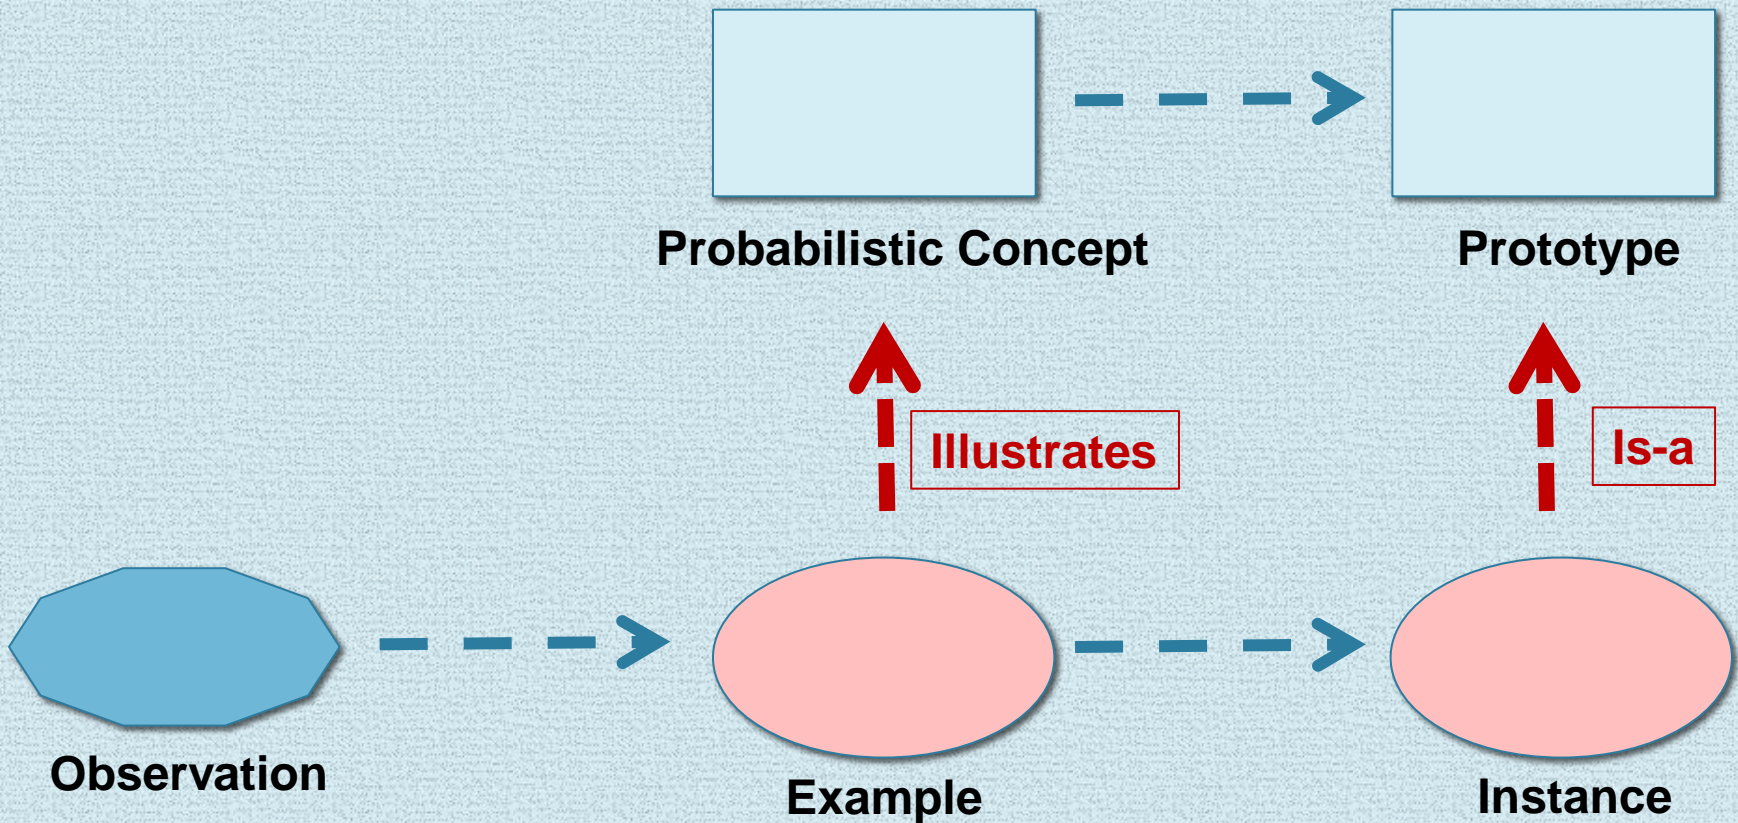 Probabilistic Concept
Prototype
Illustrates
Is-a
Observation
Example
Instance